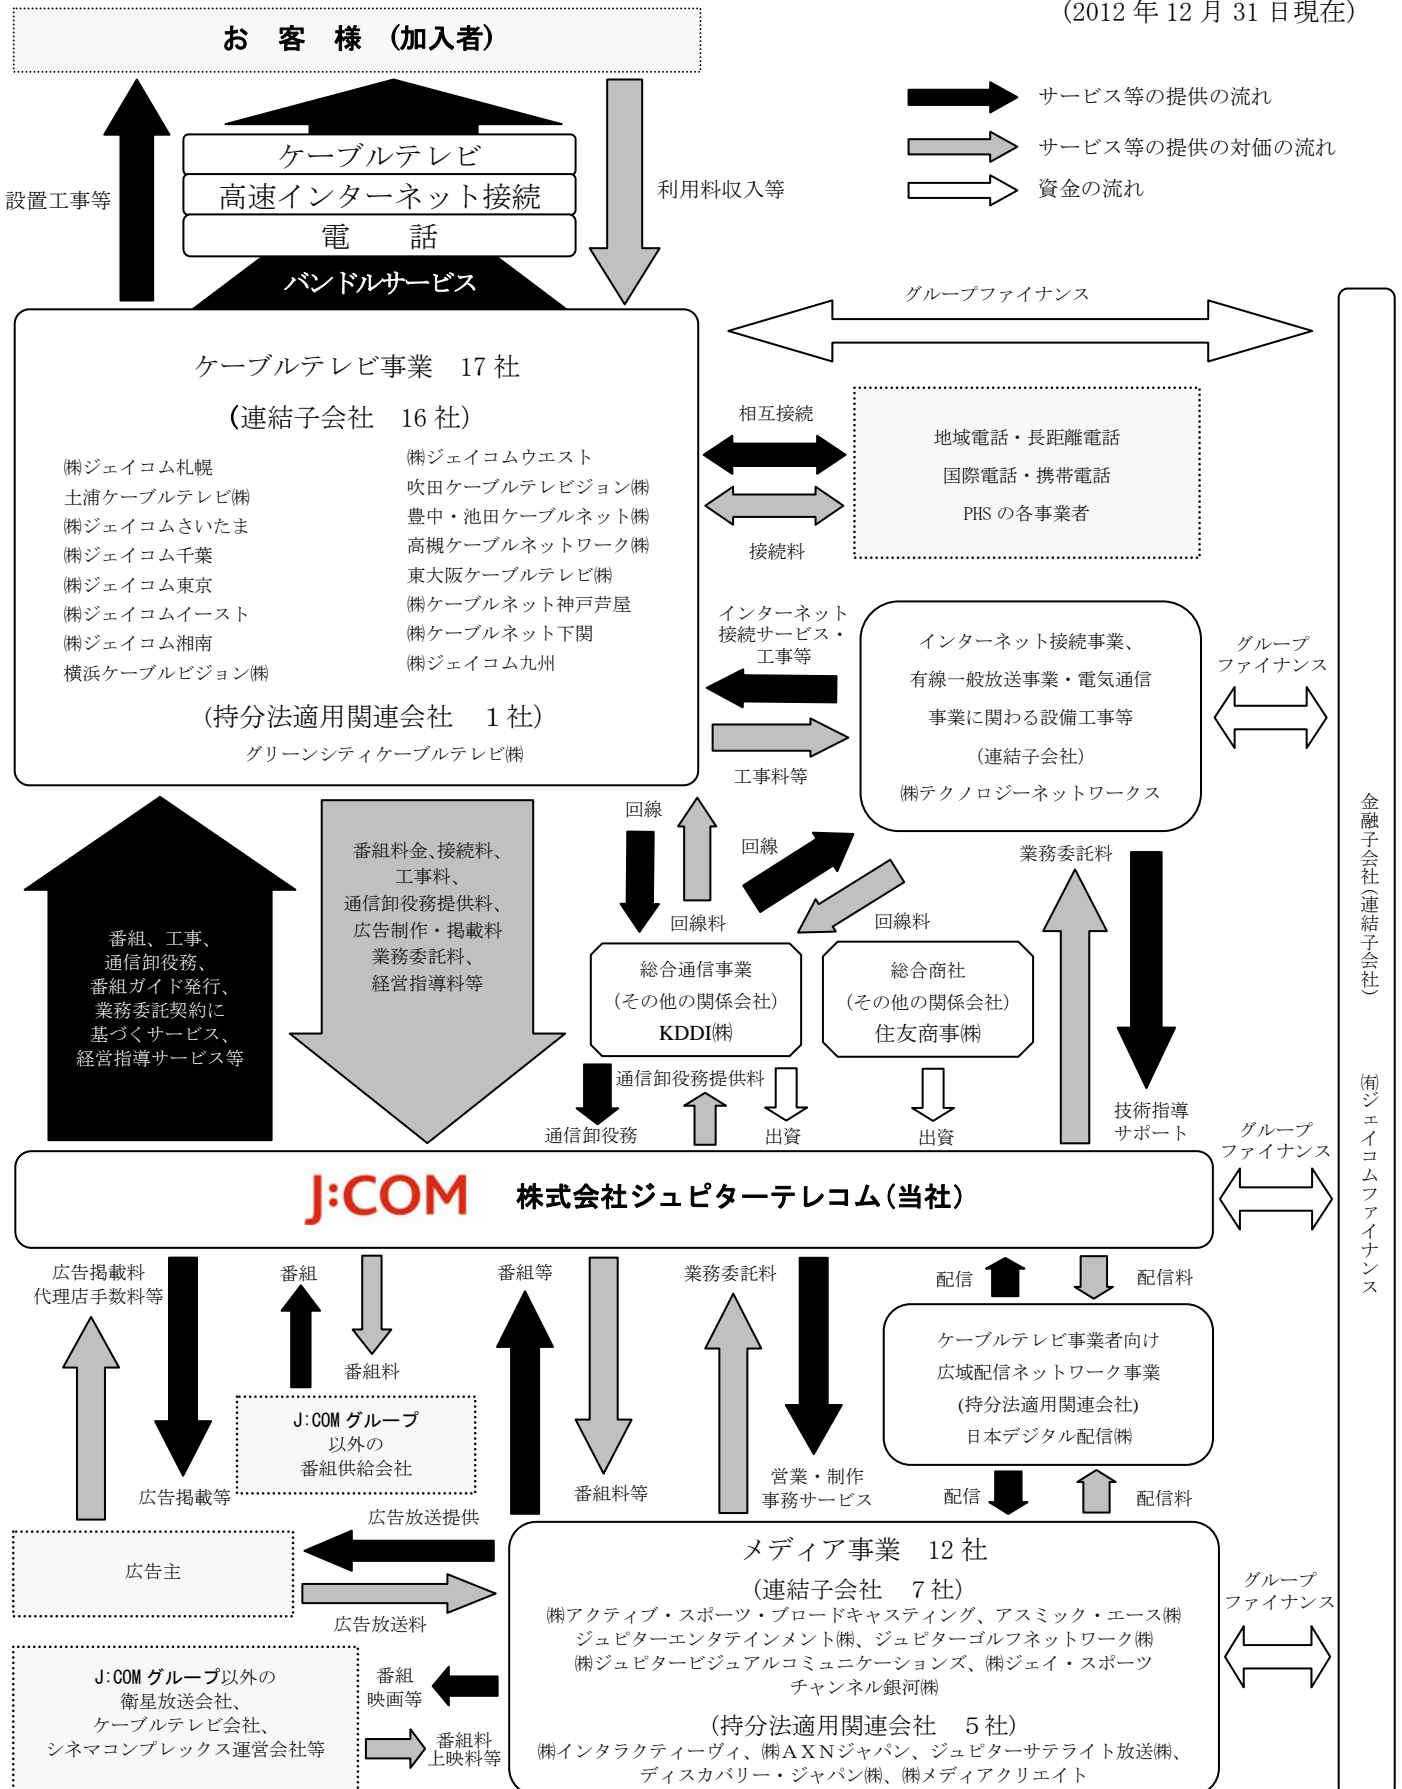 (2012 年 12 月 31 日現在)
お 客 様 (加入者)
サービス等の提供の流れ
サービス等の提供の対価の流れ
資金の流れ
設置工事等
ケーブルテレビ
高速インターネット接続
電 話
バンドルサービス
利用料収入等
グループファイナンス
ケーブルテレビ事業 17 社
(連結子会社 16 社)
㈱ジェイコム札幌
土浦ケーブルテレビ㈱
㈱ジェイコムさいたま
㈱ジェイコム千葉
㈱ジェイコム東京
㈱ジェイコムイースト
㈱ジェイコム湘南
横浜ケーブルビジョン㈱
㈱ジェイコムウエスト
吹田ケーブルテレビジョン㈱
豊中・池田ケーブルネット㈱
高槻ケーブルネットワーク㈱
東大阪ケーブルテレビ㈱
㈱ケーブルネット神戸芦屋
㈱ケーブルネット下関
㈱ジェイコム九州
(持分法適用関連会社 1 社)
グリーンシティケーブルテレビ㈱
相互接続
接続料
地域電話・長距離電話
国際電話・携帯電話
PHS の各事業者
インターネット
接続サービス・
工事等
工事料等
インターネット接続事業、
有線一般放送事業・電気通信
事業に関わる設備工事等
(連結子会社)
㈱テクノロジーネットワークス
グループ
ファイナンス
金融子会社(連結子会社) ㈲ジェイコムファイナンス
番組、工事、
通信卸役務、
番組ガイド発行、
業務委託契約に
基づくサービス、
経営指導サービス等
番組料金、接続料、
工事料、
通信卸役務提供料、
広告制作・掲載料
業務委託料、
経営指導料等
回線
回線料
回線
回線料
業務委託料
技術指導
サポート
総合通信事業
(その他の関係会社)
KDDI㈱
総合商社
(その他の関係会社)
住友商事㈱
通信卸役務提供料
通信卸役務
出資
出資
グループ
ファイナンス
J:COM 株式会社ジュピターテレコム(当社)
広告掲載料
代理店手数料等
広告掲載等
番組
番組料
J:COM グループ
以外の
番組供給会社
番組等
番組料等
業務委託料
営業・制作
事務サービス
配信
配信料
ケーブルテレビ事業者向け
広域配信ネットワーク事業
(持分法適用関連会社)
日本デジタル配信㈱
配信
配信料
広告主
広告放送提供
広告放送料
メディア事業 12 社
(連結子会社 7 社)
㈱アクティブ・スポーツ・ブロードキャスティング、アスミック・エース㈱
ジュピターエンタテインメント㈱、ジュピターゴルフネットワーク㈱
㈱ジュピタービジュアルコミュニケーションズ、㈱ジェイ・スポーツ
チャンネル銀河㈱
(持分法適用関連会社 5 社)
㈱インタラクティーヴィ、㈱AXNジャパン、ジュピターサテライト放送㈱、
ディスカバリー・ジャパン㈱、㈱メディアクリエイト
グループ
ファイナンス
J:COM グループ以外の
衛星放送会社、
ケーブルテレビ会社、
シネマコンプレックス運営会社等
番組
映画等
番組料
上映料等